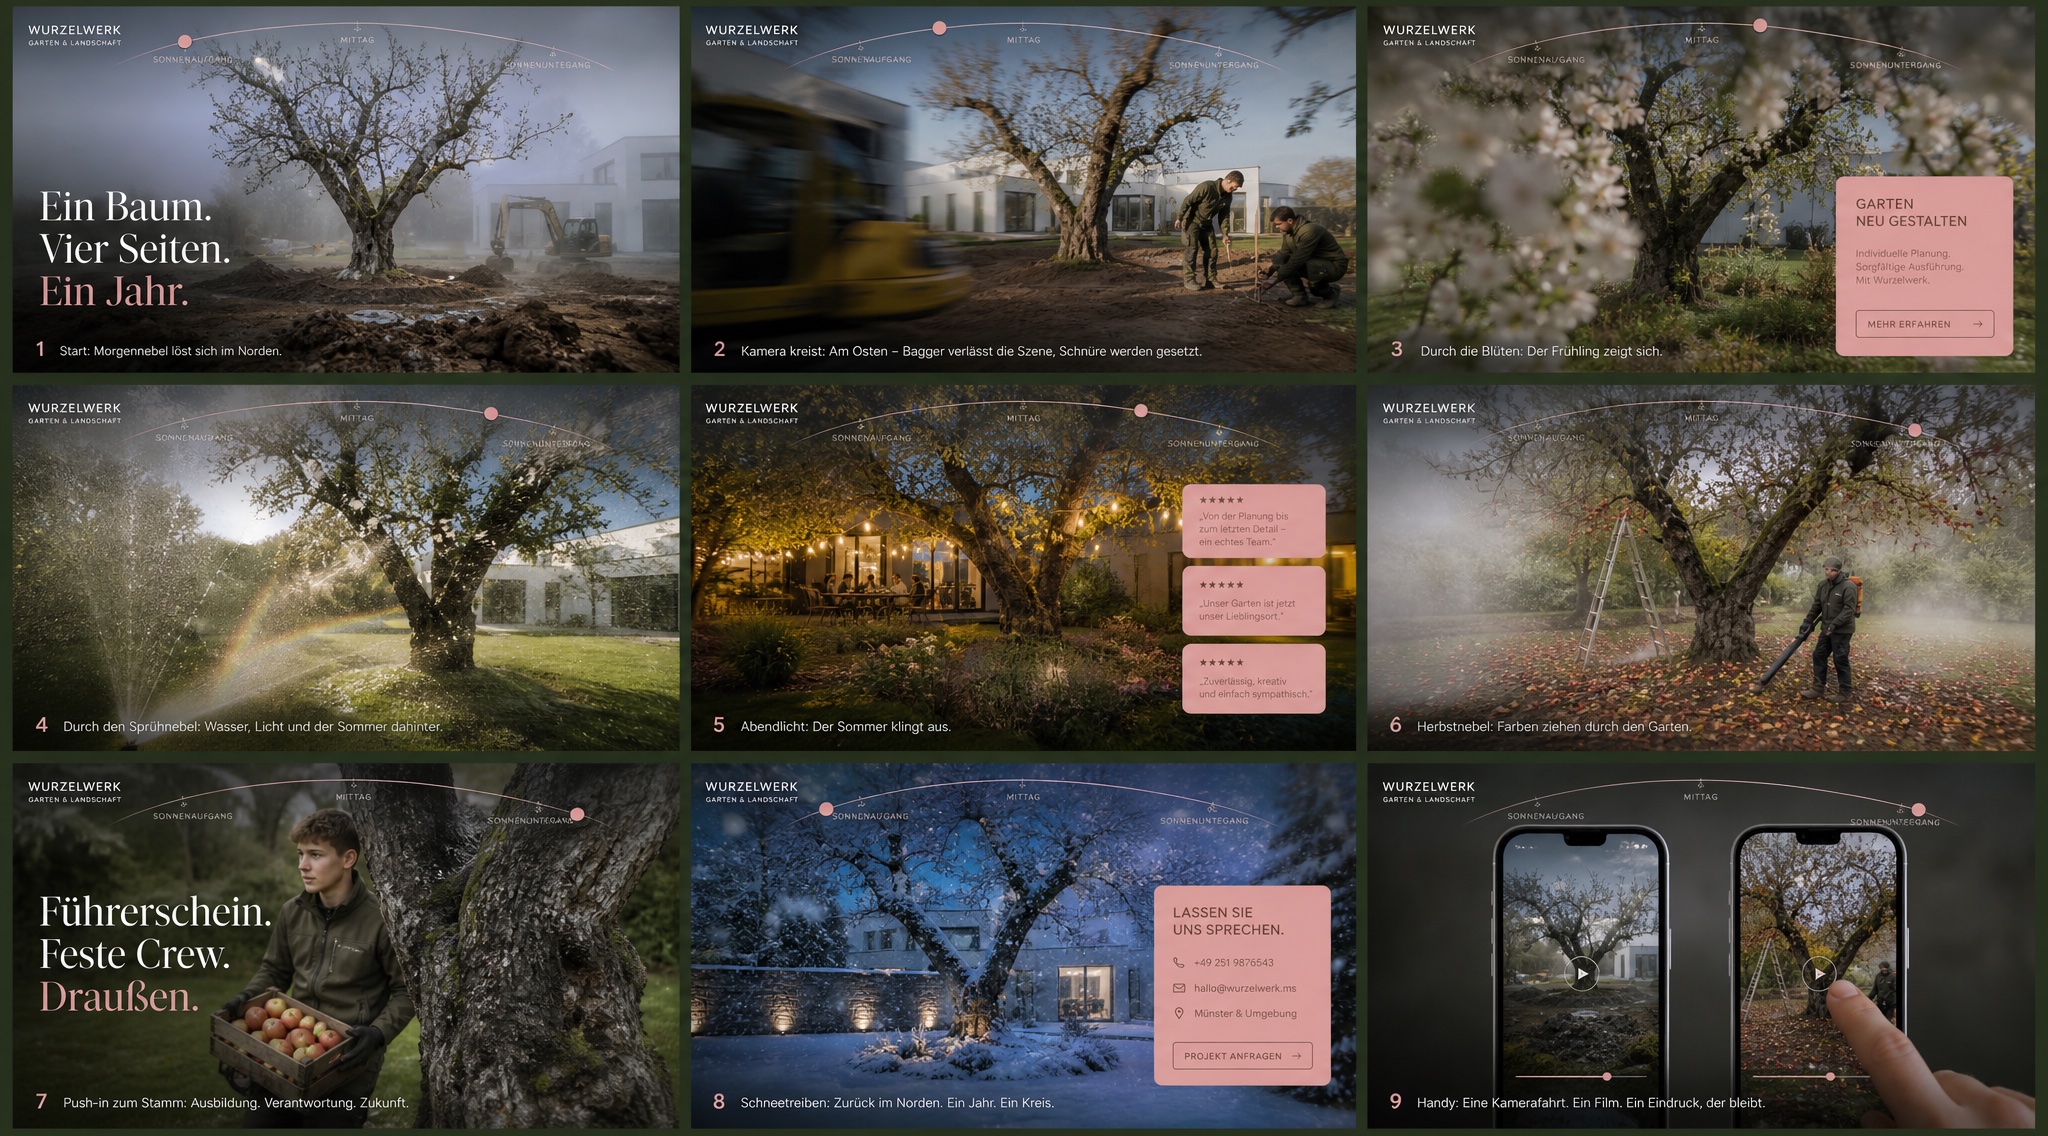 WURZELWERK
GARTEN & LANDSCHAFT
MITTAG
SONNENAUFGANG
SONNENUNTEGANG
Ein Baum.
Vier Seiten.
Ein Jahr.
1 Start: Morgennebel löst sich im Norden.
WURZELWERK
GARTEN & LANDSCHAFT
MITTAG
SONNENAUFGANG
SONNENUNTERGANG
2 Kamera kreist: Am Osten – Bagger verlässt die Szene, Schnüre werden gesetzt.
WURZELWERK
GARTEN & LANDSCHAFT
MITTAG
SONNENUNTERGANG
GARTEN
NEU GESTALTEN
Individuelle Planung.
Sorgfältige Ausführung.
Mit Wurzelwerk.
MEHR ERFAHREN →
3 Durch die Blüten: Der Frühling zeigt sich.
WURZELWERK
GARTEN & LANDSCHAFT
MITTAG
4 Durch den Sprühnebel: Wasser, Licht und der Sommer dahinter.
WURZELWERK
GARTEN & LANDSCHAFT
MITTAG
SONNENAUFGANG
★★★★★
„Von der Planung bis
zum letzten Detail –
ein echtes Team."
★★★★★
„Unser Garten ist jetzt
unser Lieblingsort."
★★★★★
„Zuverlässig, kreativ
und einfach sympathisch."
5 Abendlicht: Der Sommer klingt aus.
WURZELWERK
GARTEN & LANDSCHAFT
MITTAG
6 Herbstnebel: Farben ziehen durch den Garten.
WURZELWERK
GARTEN & LANDSCHAFT
MITTAG
SONNENAUFGANG
Führerschein.
Feste Crew.
Draußen.
7 Push-in zum Stamm: Ausbildung. Verantwortung. Zukunft.
WURZELWERK
GARTEN & LANDSCHAFT
MITTAG
SONNENAUFGANG
SONNENUNTEGANG
LASSEN SIE
UNS SPRECHEN.
+49 251 9876543
hallo@wurzelwerk.ms
Münster & Umgebung
PROJEKT ANFRAGEN →
8 Schneetreiben: Zurück im Norden. Ein Jahr. Ein Kreis.
WURZELWERK
GARTEN & LANDSCHAFT
MITTAG
SONNENAUFGANG
9 Handy: Eine Kamerafahrt. Ein Film. Ein Eindruck, der bleibt.